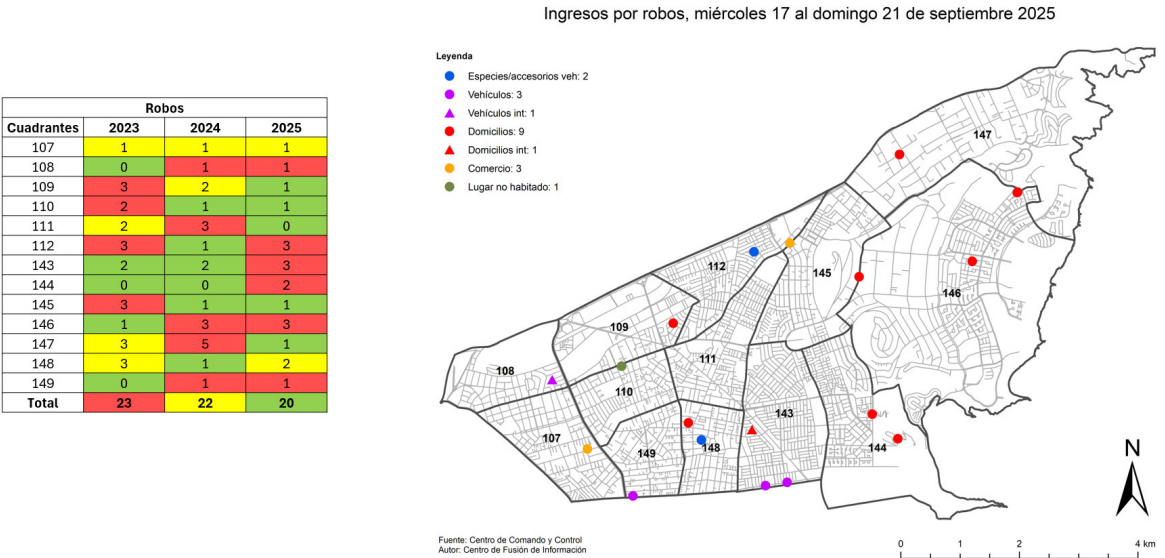 Ingresos por robos, miércoles 17 al domingo 21 de septiembre 2025
Robos
Cuadrantes 2023 2024 2025
107 1 1 1
108 0 1 1
109 3 2 1
110 2 1 1
111 2 3 0
112 3 1 3
143 2 2 3
144 0 0 2
145 3 1 1
146 1 3 3
147 3 5 1
148 3 1 2
149 0 1 1
Total 23 22 20
Leyenda
Especies/accesorios veh: 2
Vehículos: 3
Vehículos int: 1
Domicilios: 9
Domicilios int: 1
Comercio: 3
Lugar no habitado: 1
147
112
145
146
109
111
108
110
143
107
149
148
144
N
Fuente: Centro de Comando y Control
Autor: Centro de Fusión de Información
0 1 2 4 km